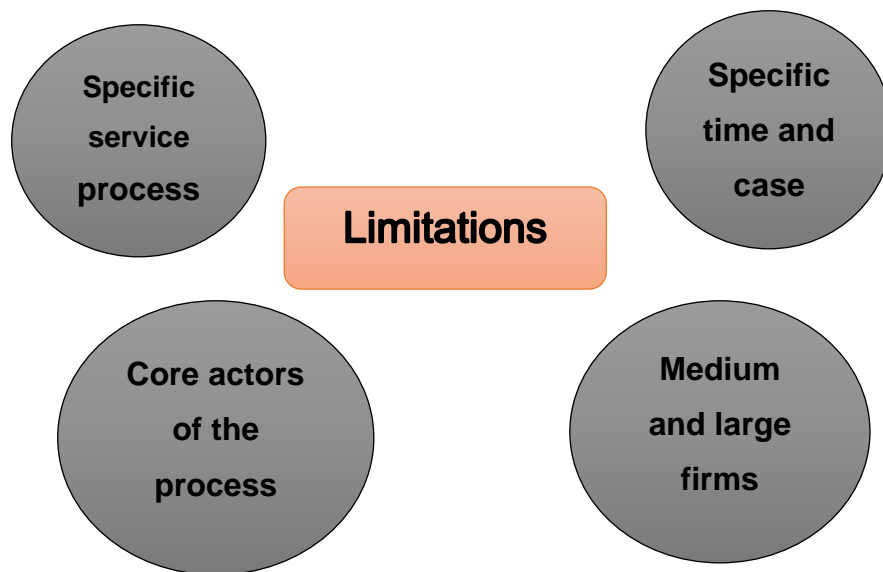 Specific
service
process
Specific
time and
case
Limitations
Core actors
of the
process
Medium
and large
firms